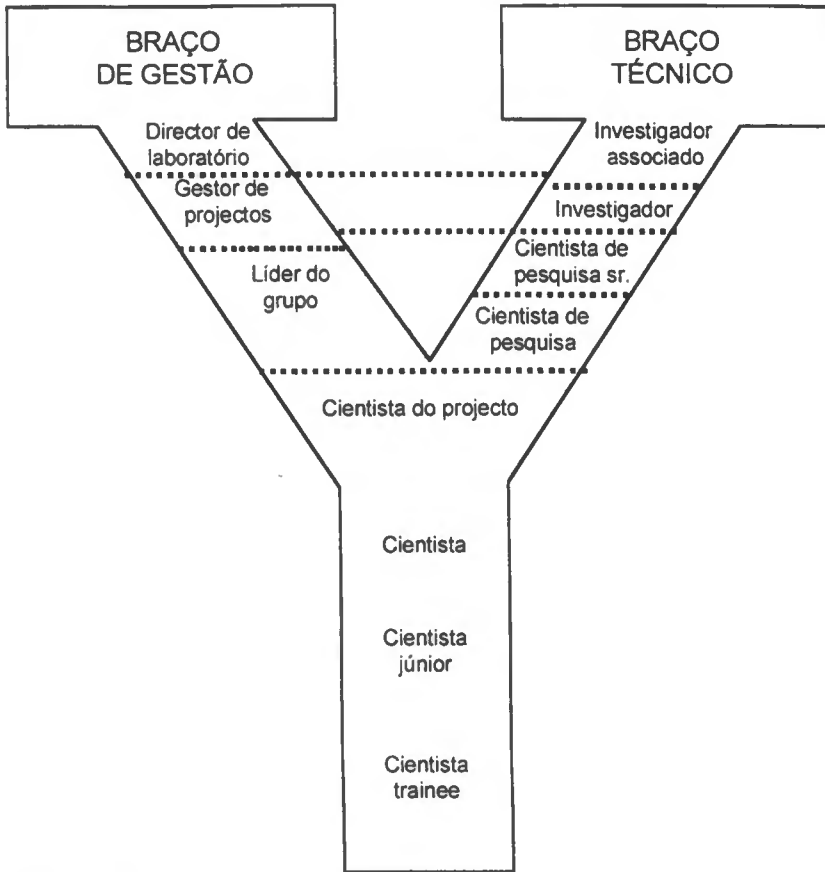 BRAÇO
DE GESTÃO
BRAÇO
TÉCNICO
Director de
laboratório
Gestor de
projectos
Líder do
grupo
Investigador
associado
Investigador
Cientista de
pesquisa sr.
Cientista de
pesquisa
Cientista do projecto
Cientista
Cientista
júnior
Cientista
trainee